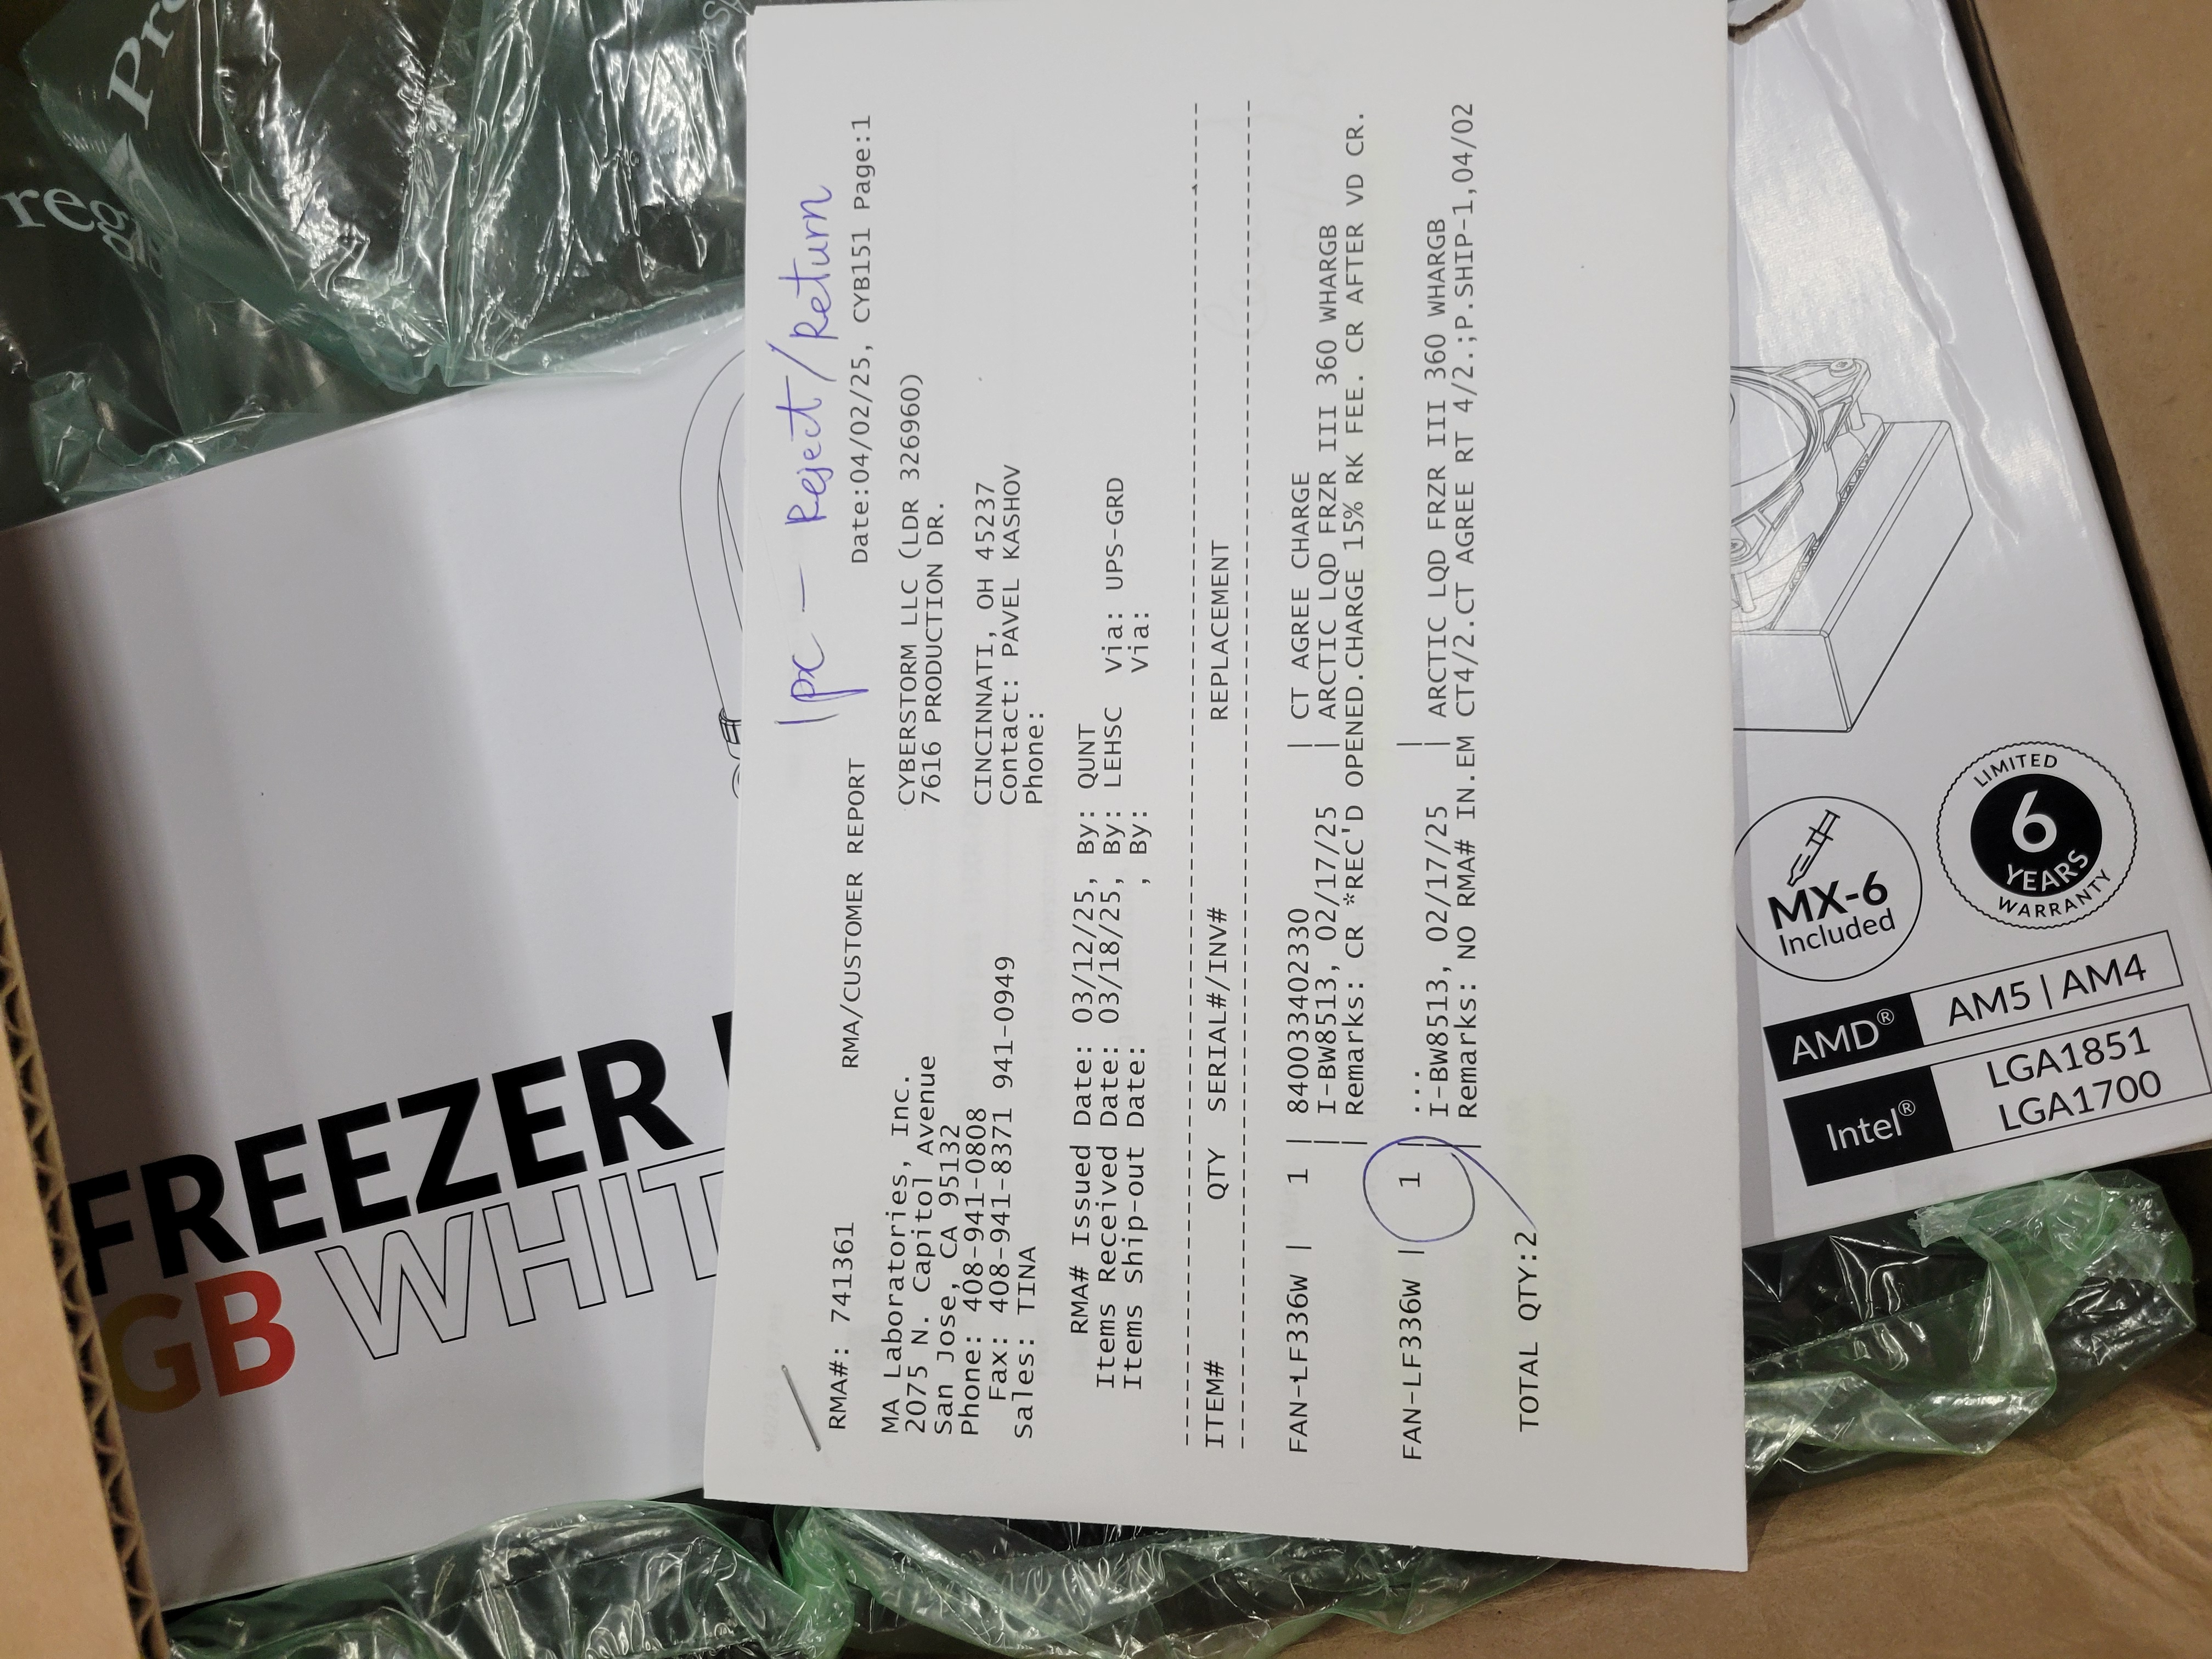 1pc - Reject/Return
RMA/CUSTOMER REPORT Date:04/02/25, CYB151 Page:1
RMA#: 741361
MA Laboratories, Inc. CYBERSTORM LLC (LDR 326960)
2075 N. Capitol Avenue 7616 PRODUCTION DR.
San Jose, CA 95132
Phone: 408-941-0808 CINCINNATI, OH 45237
Fax: 408-941-8371 941-0949 Contact: PAVEL KASHOV
Sales: TINA Phone:
RMA# Issued Date: 03/12/25, By: QUNT
Items Received Date: 03/18/25, By: LEHSC Via: UPS-GRD
Items Ship-out Date: , By: Via:
ITEM# QTY SERIAL#/INV# REPLACEMENT
FAN-LF336W | 1 | 84003340​2330 | CT AGREE CHARGE
| I-BW8513, 02/17/25 | ARCTIC LQD FRZR III 360 WHARGB
| Remarks: CR *REC'D OPENED.CHARGE 15% RK FEE. CR AFTER VD CR.
FAN-LF336W | 1 | ... |
| I-BW8513, 02/17/25 | ARCTIC LQD FRZR III 360 WHARGB
| Remarks: NO RMA# IN.EM CT4/2.CT AGREE RT 4/2.;P.SHIP-1,04/02
TOTAL QTY:2
FREEZER
GB WHIT
MX-6
Included
LIMITED
6
YEARS
WARRANTY
AMD® AM5 | AM4
Intel® LGA1851
LGA1700
reg
Pro